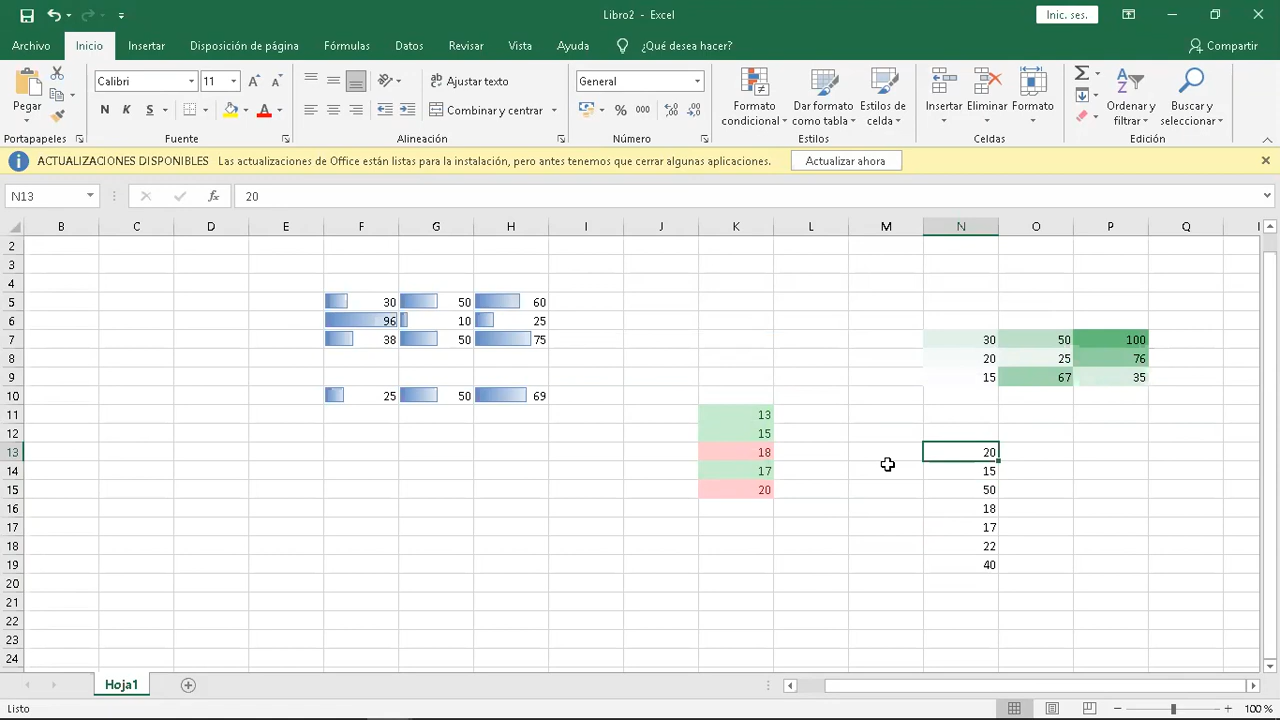 Libro2 - Excel
Inic. ses.
Archivo Inicio Insertar Disposición de página Fórmulas Datos Revisar Vista Ayuda ¿Qué desea hacer? Compartir
Pegar
Portapapeles
Calibri 11
N K S
Fuente
ab Ajustar texto
Combinar y centrar
Alineación
General
% 000
Número
Formato condicional
Dar formato como tabla
Estilos de celda
Estilos
Insertar Eliminar Formato
Celdas
Ordenar y filtrar
Buscar y seleccionar
Edición
ACTUALIZACIONES DISPONIBLES Las actualizaciones de Office están listas para la instalación, pero antes tenemos que cerrar algunas aplicaciones. Actualizar ahora
N13 fx 20
B C D E F G H I J K L M N O P Q
2
3
4
5 30 50 60
6 96 10 25
7 38 50 75 30 50 100
8 20 25 76
9 15 67 35
10 25 50 69
11 13
12 15
13 18 20
14 17 15
15 20 50
16 18
17 17
18 22
19 40
20
21
22
23
24
Hoja1
Listo 100 %